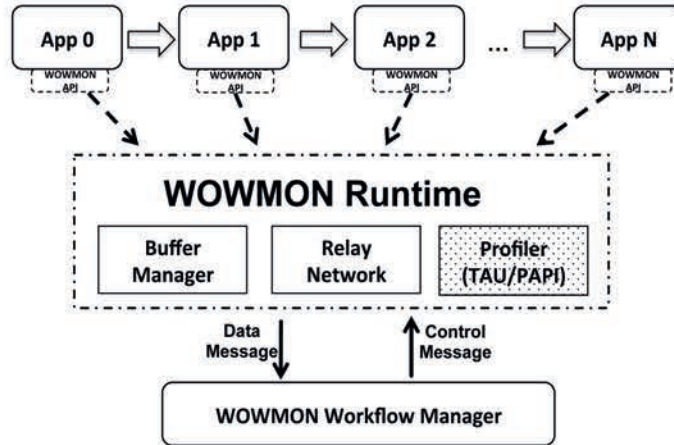 App 0
App 1
App 2
...
App N
WOWMON
API
WOWMON
API
WOWMON
API
WOWMON
API
WOWMON Runtime
Buffer
Manager
Relay
Network
Profiler
(TAU/PAPI)
Data
Message
Control
Message
WOWMON Workflow Manager